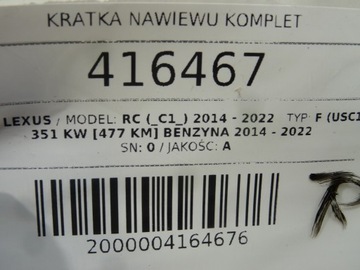 KRATKA NAWIEWU KOMPLET
416467
LEXUS / MODEL: RC (_C1_) 2014 - 2022 TYP: F (USC1
351 KW [477 KM] BENZYNA 2014 - 2022
SN: 0 / JAKOŚĆ: A
2000004164676